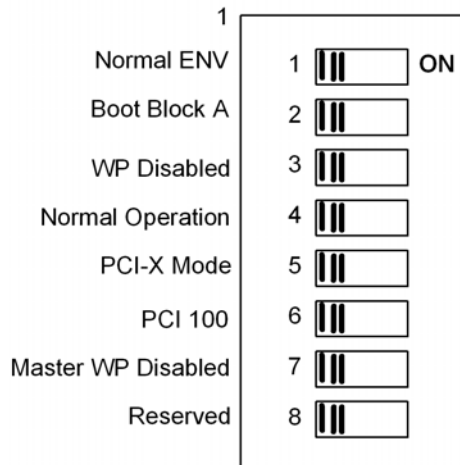 1
Normal ENV 1 ON
Boot Block A 2
WP Disabled 3
Normal Operation 4
PCI-X Mode 5
PCI 100 6
Master WP Disabled 7
Reserved 8